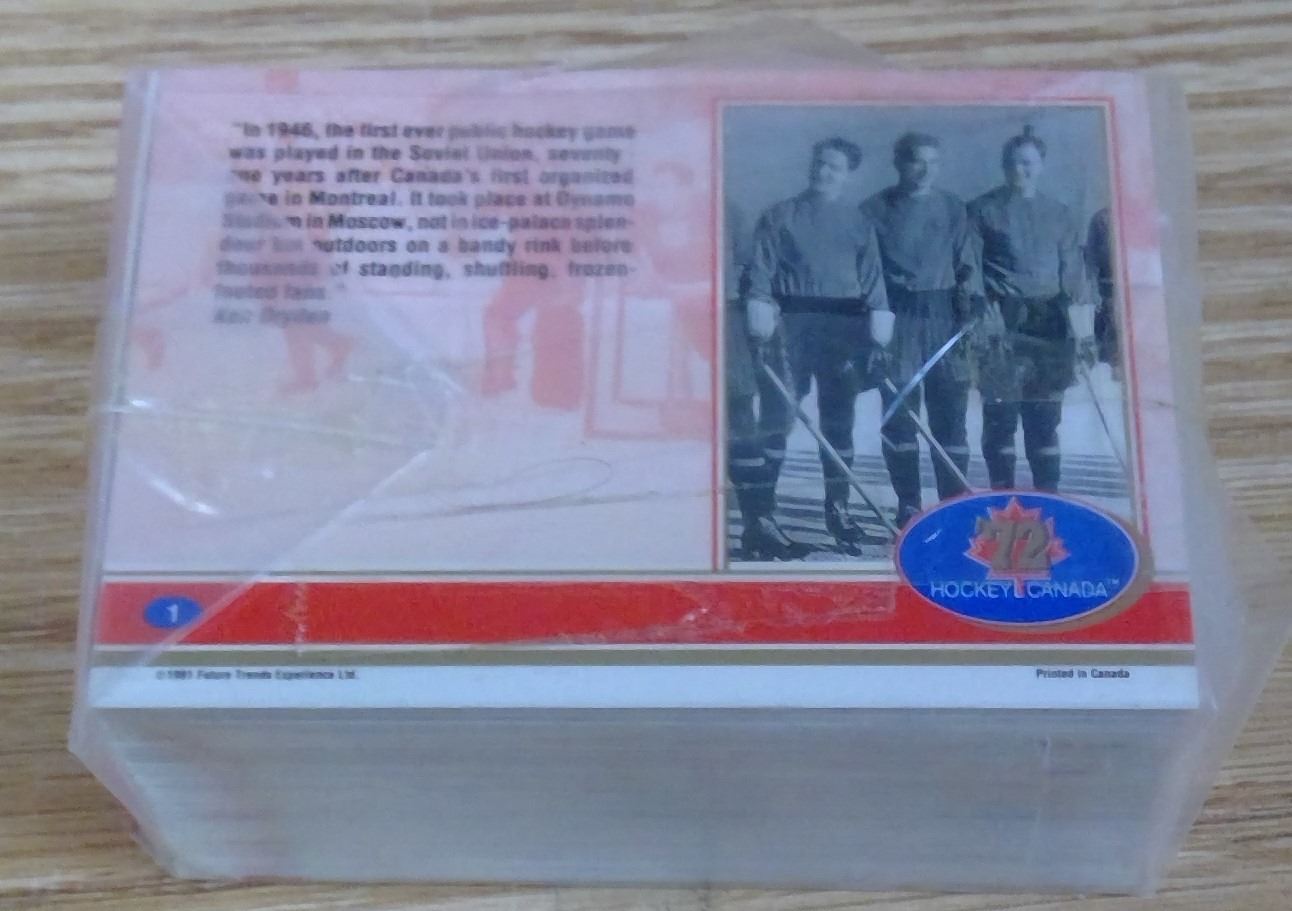 "In 1946, the first ever public hockey game
was played in the Soviet Union, seventy
one years after Canada's first organized
game in Montreal. It took place at Dynamo
Stadium in Moscow, not in ice-palace splen-
dour but outdoors on a bandy rink before
thousands of standing, shuffling, frozen-
footed fans."
Ken Dryden
'72
HOCKEY CANADA™
1
©1991 Future Trends Experience Ltd.
Printed in Canada